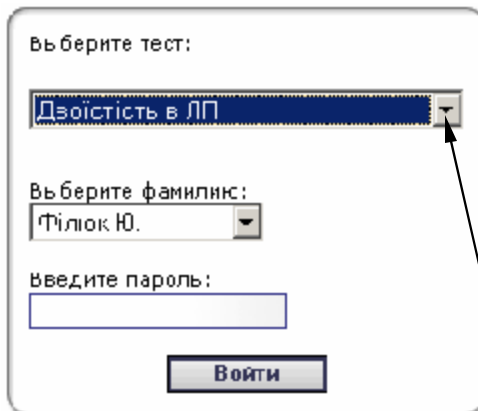 Выберите тест:
Двоїстість в ЛП
Выберите фамилию:
Філюк Ю.
Введите пароль:
Войти